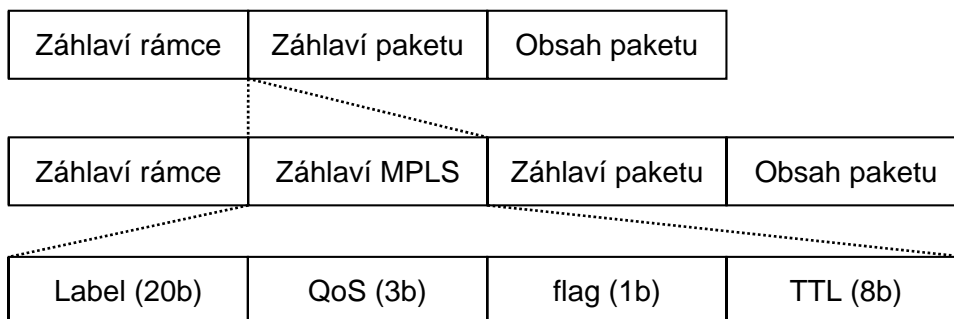 Záhlaví rámce Záhlaví paketu Obsah paketu
Záhlaví rámce Záhlaví MPLS Záhlaví paketu Obsah paketu
Label (20b) QoS (3b) flag (1b) TTL (8b)